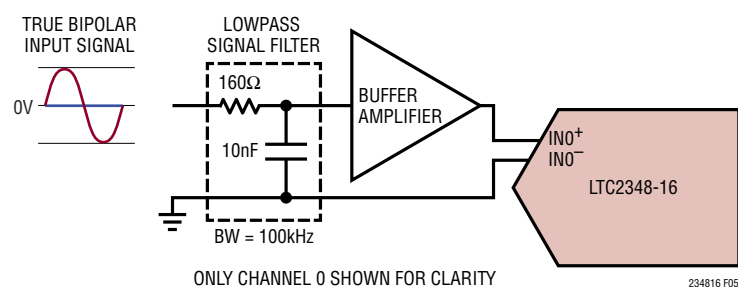 TRUE BIPOLAR
INPUT SIGNAL
LOWPASS
SIGNAL FILTER
0V
160Ω
10nF
BUFFER
AMPLIFIER
IN0+
IN0−
LTC2348-16
BW = 100kHz
ONLY CHANNEL 0 SHOWN FOR CLARITY
234816 F05